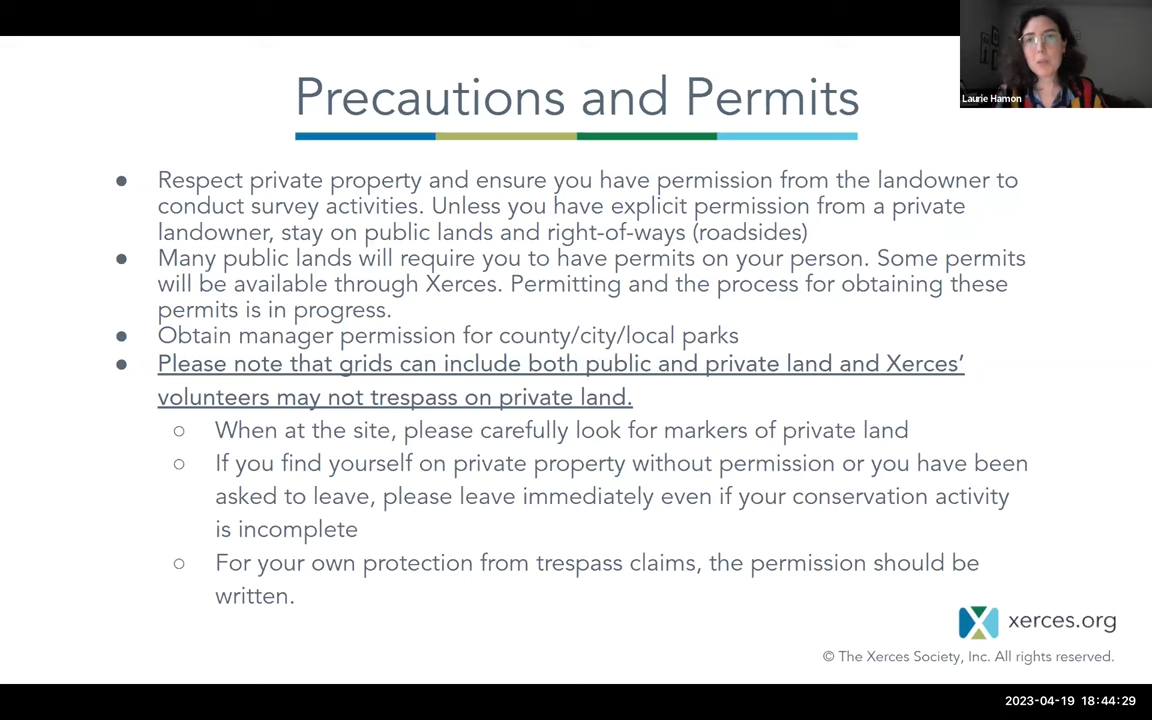 Precautions and Permits
Laurie Hamon
● Respect private property and ensure you have permission from the landowner to
conduct survey activities. Unless you have explicit permission from a private
landowner, stay on public lands and right-of-ways (roadsides)
● Many public lands will require you to have permits on your person. Some permits
will be available through Xerces. Permitting and the process for obtaining these
permits is in progress.
● Obtain manager permission for county/city/local parks
● Please note that grids can include both public and private land and Xerces’
volunteers may not trespass on private land.
○ When at the site, please carefully look for markers of private land
○ If you find yourself on private property without permission or you have been
asked to leave, please leave immediately even if your conservation activity
is incomplete
○ For your own protection from trespass claims, the permission should be
written.
xerces.org
© The Xerces Society, Inc. All rights reserved.
2023-04-19 18:44:29